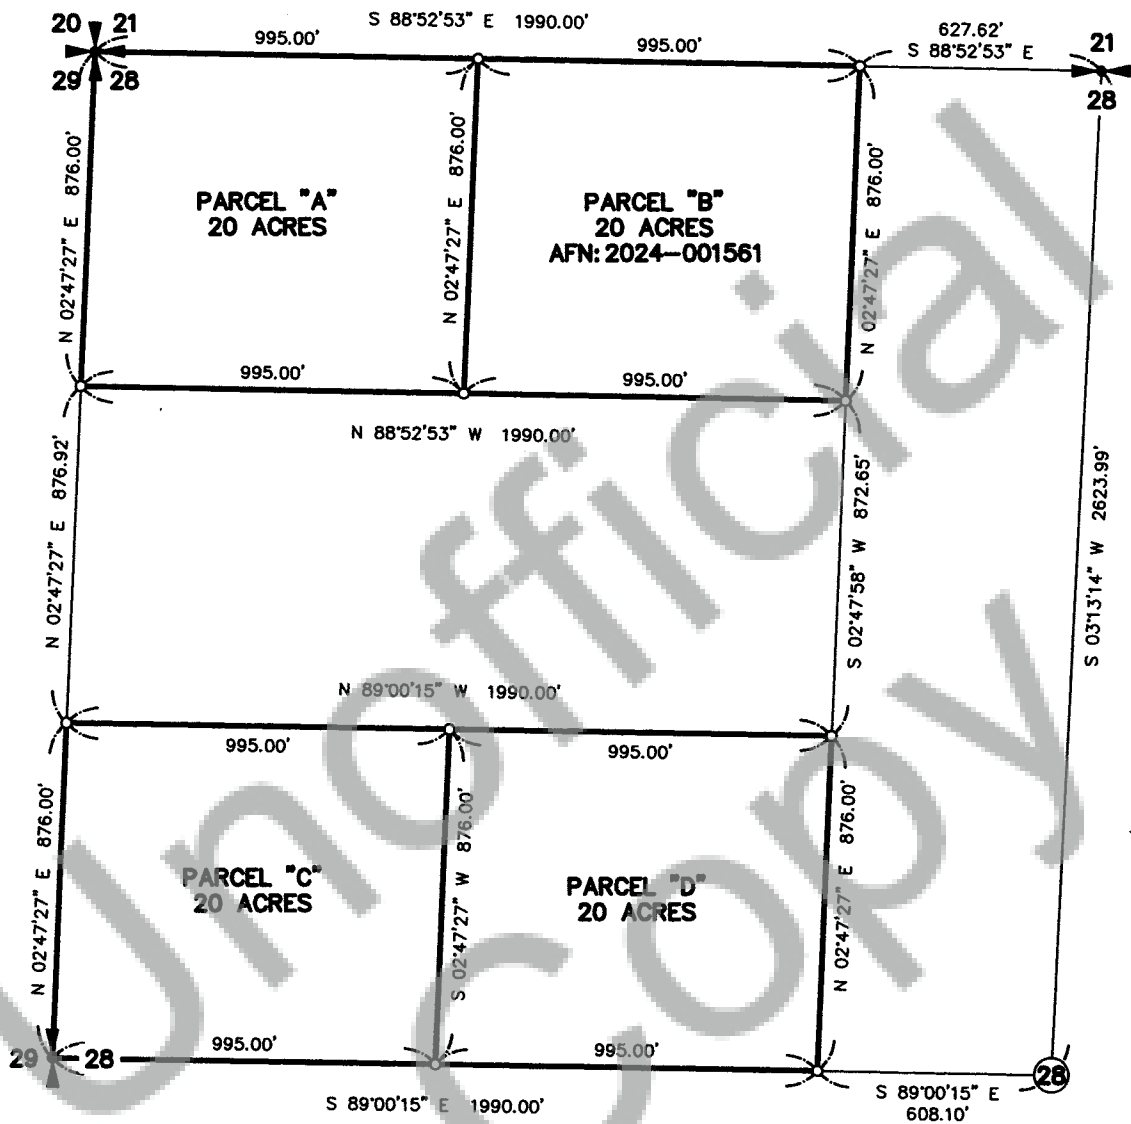 S 88°52'53" E 1990.00'
627.62'
S 88°52'53" E
20 21
29 28
21
28
995.00'
995.00'
N 02°47'27" E 876.00'
N 02°47'27" E 876.00'
N 02°47'27" E 876.00'
PARCEL "A"
20 ACRES
PARCEL "B"
20 ACRES
AFN: 2024-001561
995.00'
995.00'
N 88°52'53" W 1990.00'
N 02°47'27" E 876.92'
S 02°47'58" W 872.65'
S 03°13'14" W 2623.99'
N 89°00'15" W 1990.00'
995.00'
995.00'
N 02°47'27" E 876.00'
S 02°47'27" W 876.00'
N 02°47'27" E 876.00'
PARCEL "C"
20 ACRES
PARCEL "D"
20 ACRES
29 28
995.00'
995.00'
28
S 89°00'15" E 1990.00'
S 89°00'15" E
608.10'
Unofficial
Copy